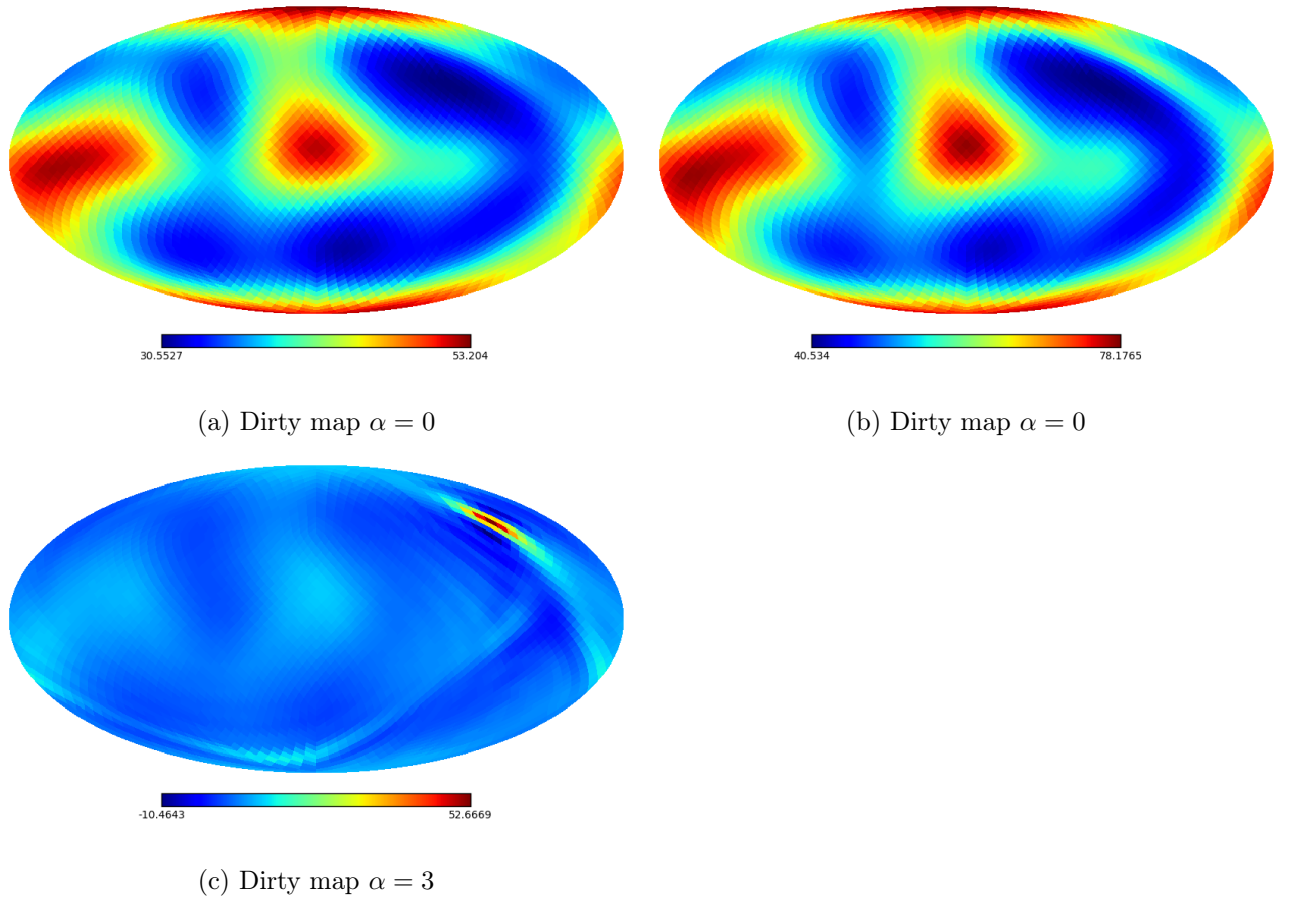 30.5527 53.204
40.534 78.1765
(a) Dirty map α = 0
(b) Dirty map α = 0
-10.4643 52.6669
(c) Dirty map α = 3